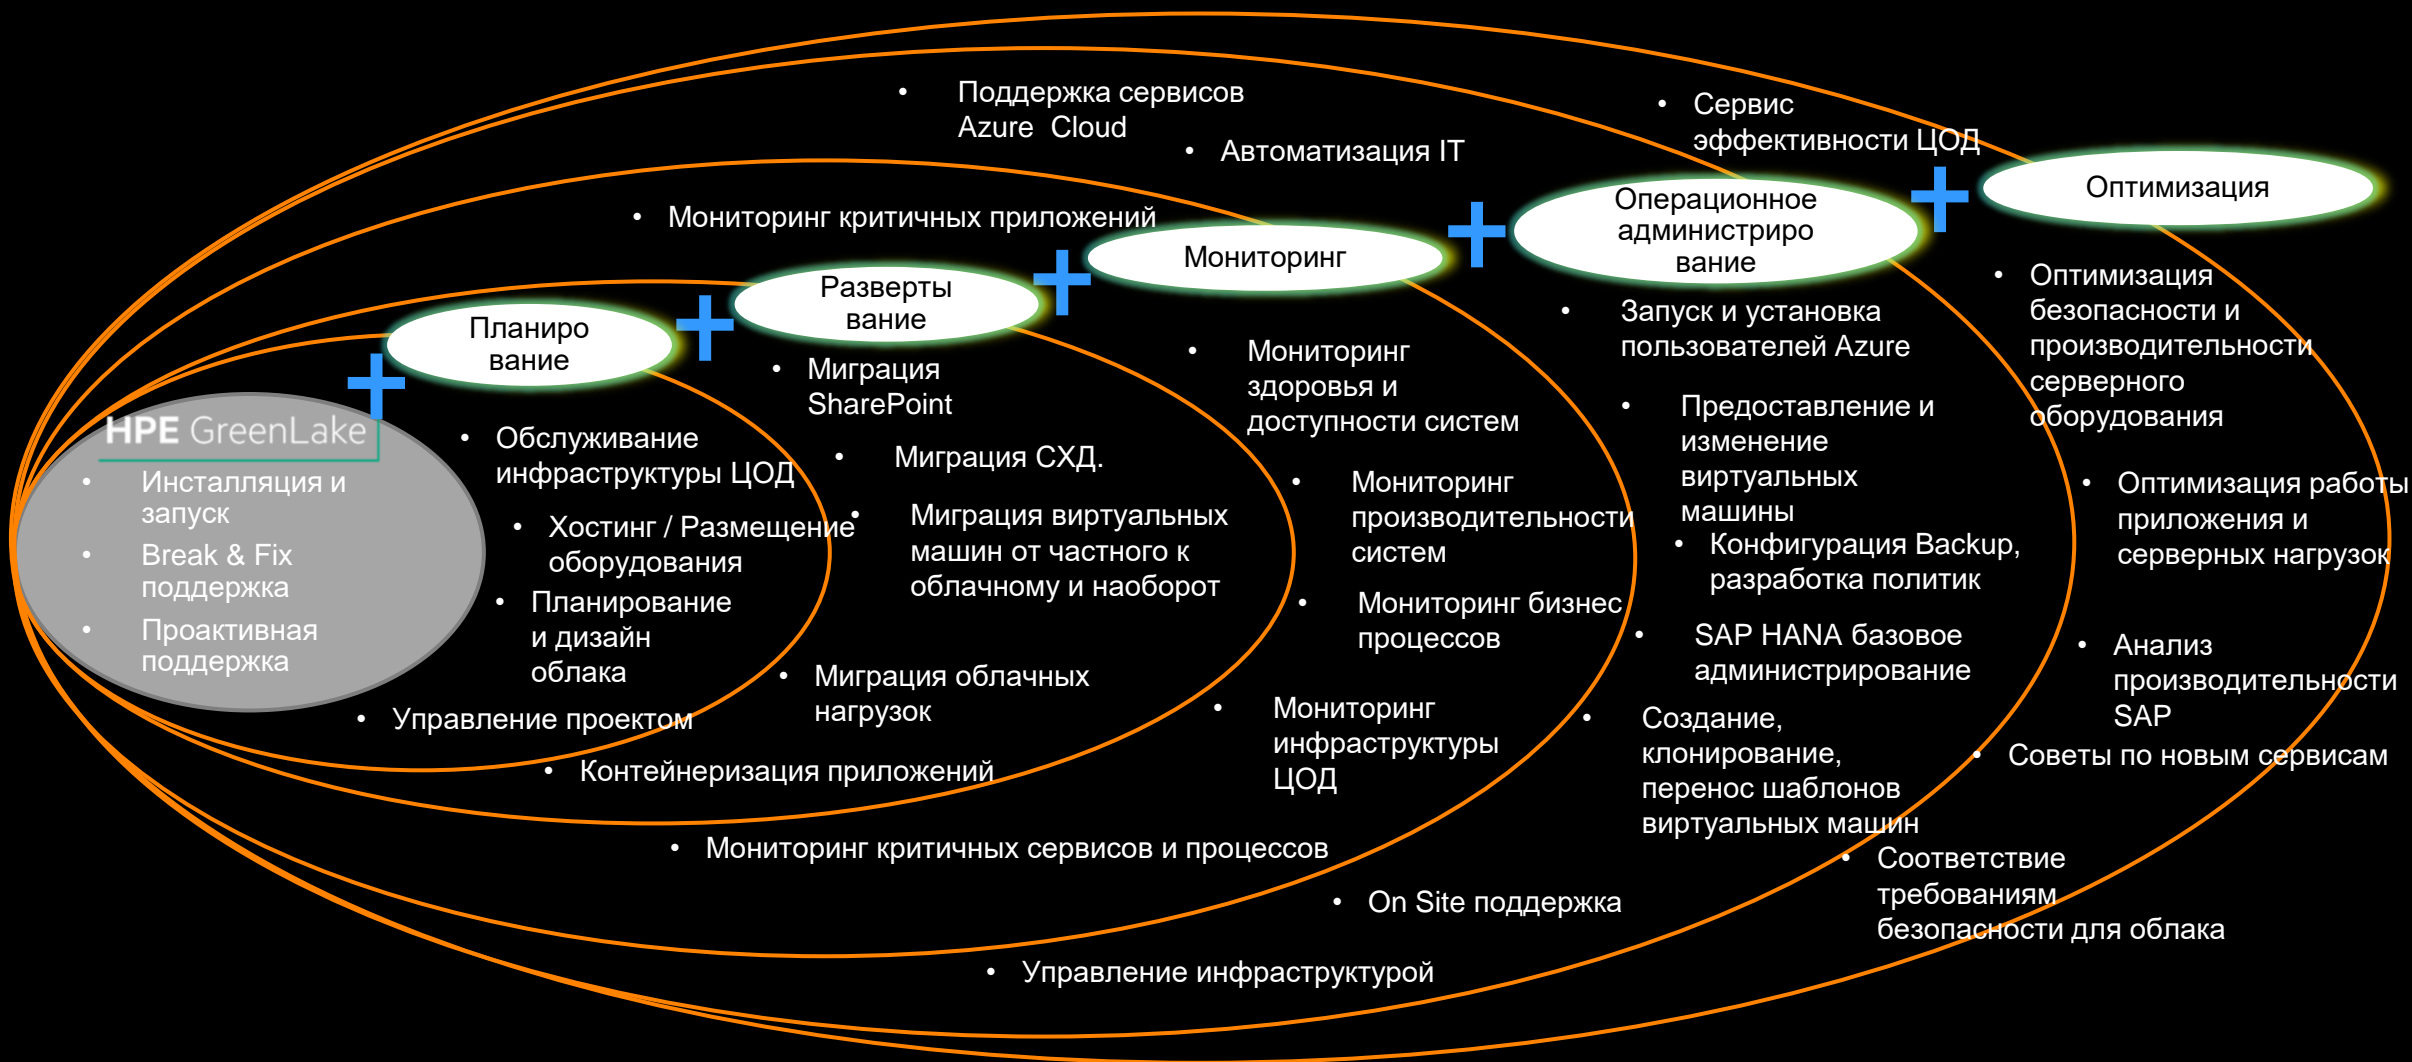 HPE GreenLake
• Инсталляция и
запуск
• Break & Fix
поддержка
• Проактивная
поддержка
Планиро
вание
• Обслуживание
инфраструктуры ЦОД
• Хостинг / Размещение
оборудования
• Планирование
и дизайн
облака
• Управление проектом
Разверты
вание
• Миграция
SharePoint
• Миграция СХД.
• Миграция виртуальных
машин от частного к
облачному и наоборот
• Миграция облачных
нагрузок
• Контейнеризация приложений
• Мониторинг критичных приложений
Мониторинг
• Мониторинг
здоровья и
доступности систем
• Мониторинг
производительности
систем
• Мониторинг бизнес
процессов
• Мониторинг
инфраструктуры
ЦОД
• Мониторинг критичных сервисов и процессов
• Поддержка сервисов
Azure Cloud
• Автоматизация IT
Операционное
администриро
вание
• Запуск и установка
пользователей Azure
• Предоставление и
изменение
виртуальных
машины
• Конфигурация Backup,
разработка политик
• SAP HANA базовое
администрирование
• Создание,
клонирование,
перенос шаблонов
виртуальных машин
• On Site поддержка
• Управление инфраструктурой
• Сервис
эффективности ЦОД
Оптимизация
• Оптимизация
безопасности и
производительности
серверного
оборудования
• Оптимизация работы
приложения и
серверных нагрузок
• Анализ
производительности
SAP
• Советы по новым сервисам
• Соответствие
требованиям
безопасности для облака